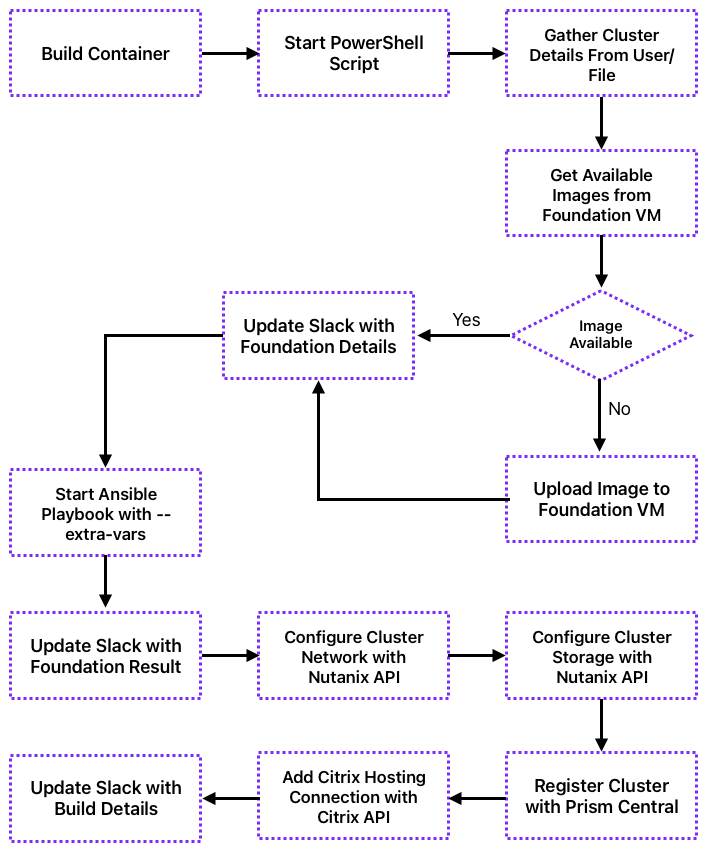 Build Container
Start PowerShell
Script
Gather Cluster
Details From User/
File
Get Available
Images from
Foundation VM
Image
Available
Yes
Update Slack with
Foundation Details
No
Upload Image to
Foundation VM
Start Ansible
Playbook with --
extra-vars
Update Slack with
Foundation Result
Configure Cluster
Network with
Nutanix API
Configure Cluster
Storage with
Nutanix API
Register Cluster
with Prism Central
Add Citrix Hosting
Connection with
Citrix API
Update Slack with
Build Details